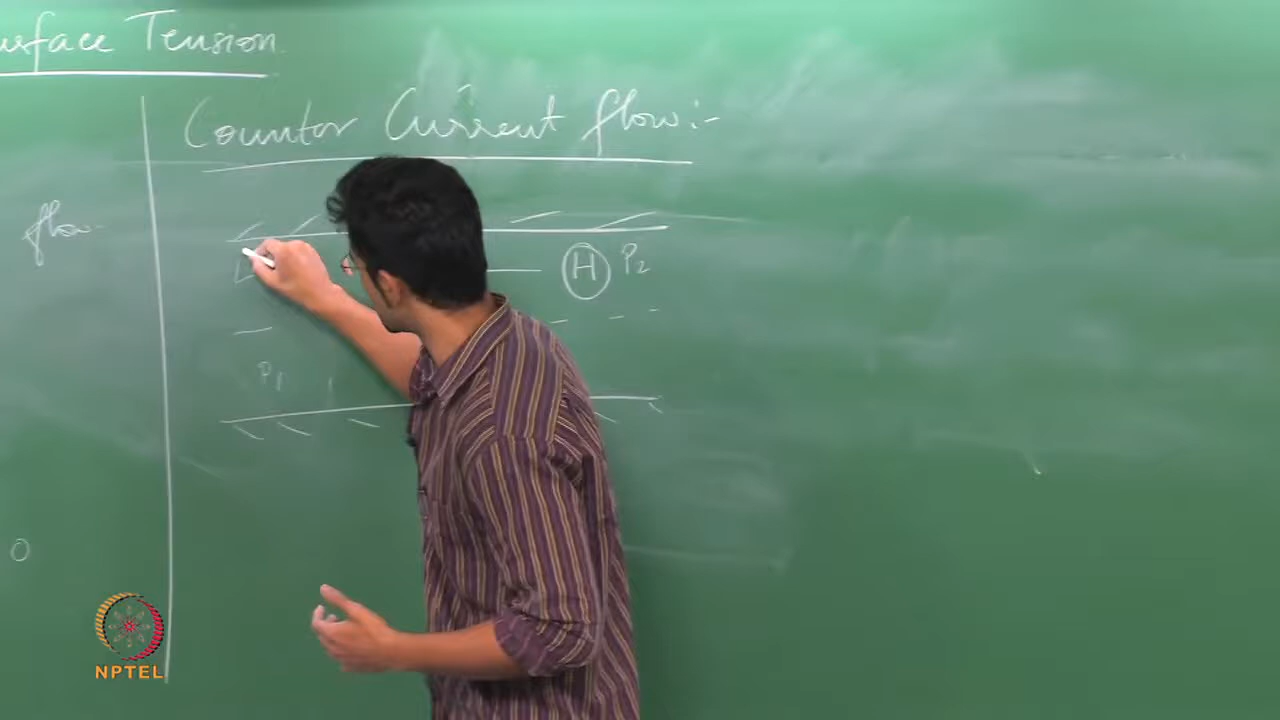 urface Tension
Counter Current flow:-
flow-
H P2
P1
0
NPTEL